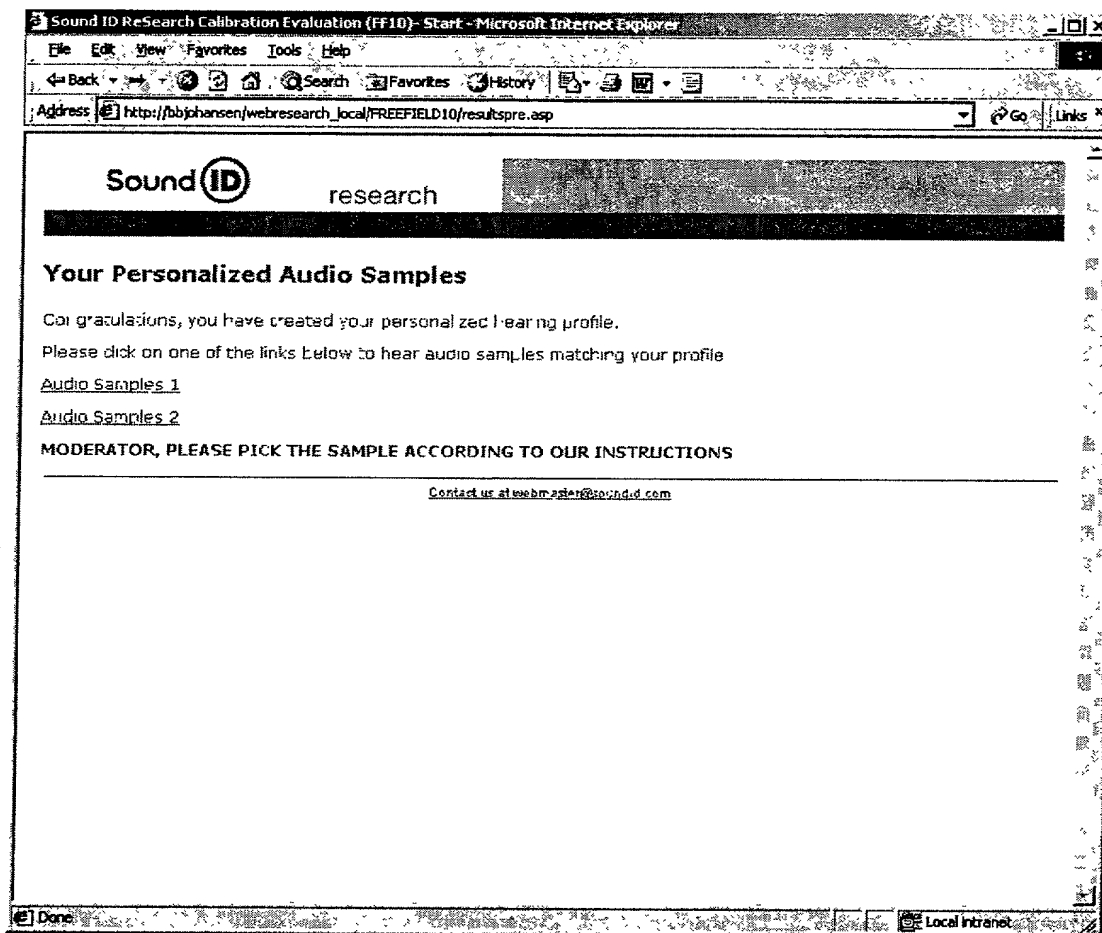 Sound ID ReSearch Calibration Evaluation (FF10)- Start - Microsoft Internet Explorer
File Edit View Favorites Tools Help
Back Search Favorites History
Address http://bbjohansen/webresearch_local/FREEFIELD10/resultspre.asp Go Links
Sound ID research
Your Personalized Audio Samples
Congratulations, you have created your personalized hearing profile.
Please click on one of the links below to hear audio samples matching your profile
Audio Samples 1
Audio Samples 2
MODERATOR, PLEASE PICK THE SAMPLE ACCORDING TO OUR INSTRUCTIONS
Contact us at webmaster@soundid.com
Done Local intranet